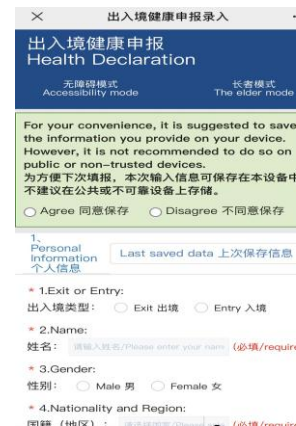 出入境健康申报录入
出入境健康申报
Health Declaration
无障碍模式
Accessibility mode
长者模式
The elder mode
For your convenience, it is suggested to save
the information you provide on your device.
However, it is not recommended to do so on
public or non-trusted devices.
为方便下次填报，本次输入信息可保存在本设备中
不建议在公共或不可靠设备上存储。
Agree 同意保存 Disagree 不同意保存
1、
Personal
Information
个人信息
Last saved data 上次保存信息
* 1.Exit or Entry:
出入境类型： Exit 出境 Entry 入境
* 2.Name:
姓名： 请输入姓名/Please enter your nam (必填/require
* 3.Gender:
性别： Male 男 Female 女
* 4.Nationality and Region:
国籍（地区）： (必填/require